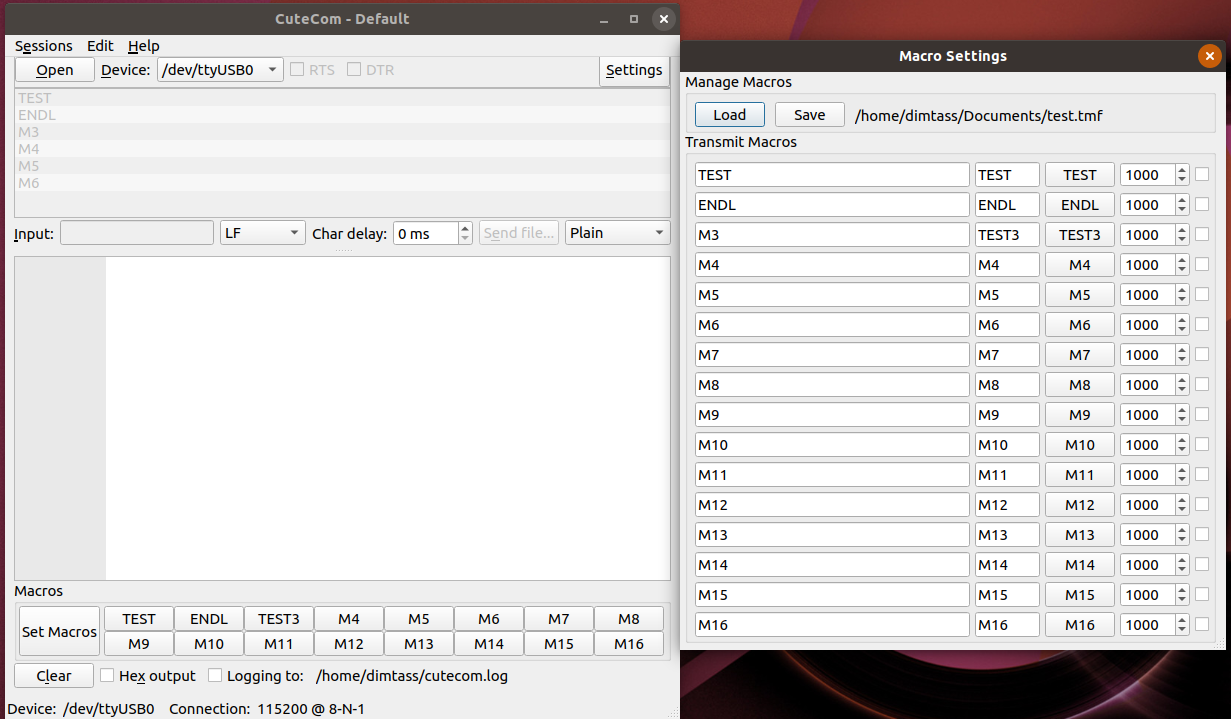 CuteCom - Default
Sessions Edit Help
Open Device: /dev/ttyUSB0 RTS DTR Settings
TEST
ENDL
M3
M4
M5
M6
Input: LF Char delay: 0 ms Send file... Plain
Macros
Set Macros
TEST ENDL TEST3 M4 M5 M6 M7 M8
M9 M10 M11 M12 M13 M14 M15 M16
Clear Hex output Logging to: /home/dimtass/cutecom.log
Device: /dev/ttyUSB0 Connection: 115200 @ 8-N-1
Macro Settings
Manage Macros
Load Save /home/dimtass/Documents/test.tmf
Transmit Macros
TEST TEST TEST 1000
ENDL ENDL ENDL 1000
M3 TEST3 TEST3 1000
M4 M4 M4 1000
M5 M5 M5 1000
M6 M6 M6 1000
M7 M7 M7 1000
M8 M8 M8 1000
M9 M9 M9 1000
M10 M10 M10 1000
M11 M11 M11 1000
M12 M12 M12 1000
M13 M13 M13 1000
M14 M14 M14 1000
M15 M15 M15 1000
M16 M16 M16 1000